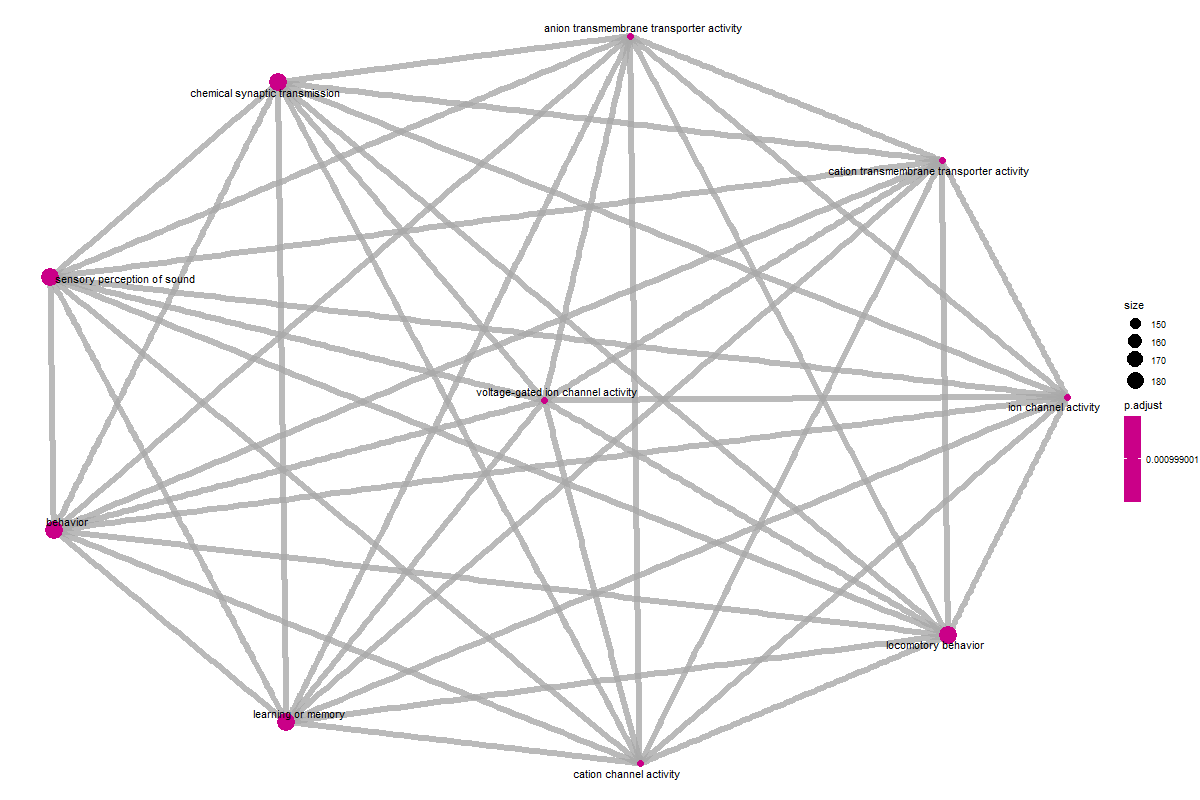 anion transmembrane transporter activity
chemical synaptic transmission
cation transmembrane transporter activity
sensory perception of sound
voltage-gated ion channel activity
ion channel activity
behavior
locomotory behavior
learning or memory
cation channel activity
size
150
160
170
180
p.adjust
0.000999001